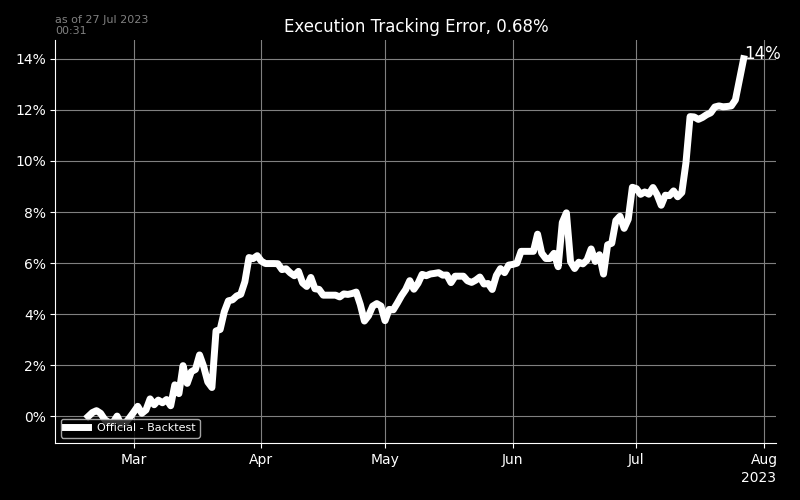 as of 27 Jul 2023
00:31
Execution Tracking Error, 0.68%
14%
14%
12%
10%
8%
6%
4%
2%
0%
Official - Backtest
Mar
Apr
May
Jun
Jul
Aug
2023